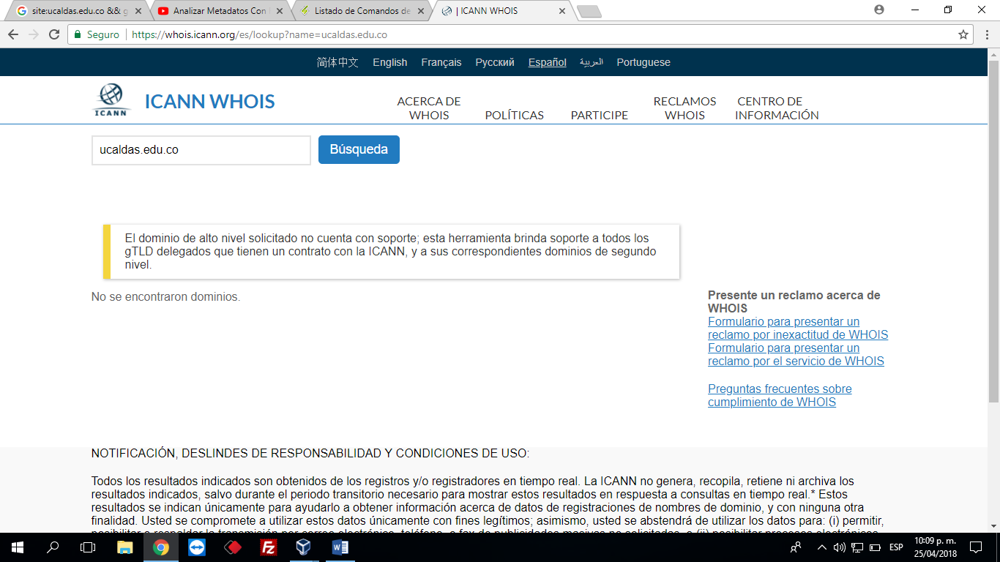 site:ucaldas.edu.co && g
Analizar Metadatos Con
Listado de Comandos de
| ICANN WHOIS
Seguro
https://whois.icann.org/es/lookup?name=ucaldas.edu.co
简体中文 English Français Русский Español العربية Portuguese
ICANN
ICANN WHOIS
ACERCA DE WHOIS
POLÍTICAS
PARTICIPE
RECLAMOS WHOIS
CENTRO DE INFORMACIÓN
ucaldas.edu.co
Búsqueda
El dominio de alto nivel solicitado no cuenta con soporte; esta herramienta brinda soporte a todos los
gTLD delegados que tienen un contrato con la ICANN, y a sus correspondientes dominios de segundo
nivel.
No se encontraron dominios.
Presente un reclamo acerca de
WHOIS
Formulario para presentar un
reclamo por inexactitud de WHOIS
Formulario para presentar un
reclamo por el servicio de WHOIS
Preguntas frecuentes sobre
cumplimiento de WHOIS
NOTIFICACIÓN, DESLINDES DE RESPONSABILIDAD Y CONDICIONES DE USO:
Todos los resultados indicados son obtenidos de los registros y/o registradores en tiempo real. La ICANN no genera, recopila, retiene ni archiva los
resultados indicados, salvo durante el periodo transitorio necesario para mostrar estos resultados en respuesta a consultas en tiempo real.* Estos
resultados se indican únicamente para ayudarlo a obtener información acerca de datos de registraciones de nombres de dominio, y con ninguna otra
finalidad. Usted se compromete a utilizar estos datos únicamente con fines legítimos; asimismo, usted se abstendrá de utilizar los datos para: (i) permitir,
ESP
10:09 p. m.
25/04/2018